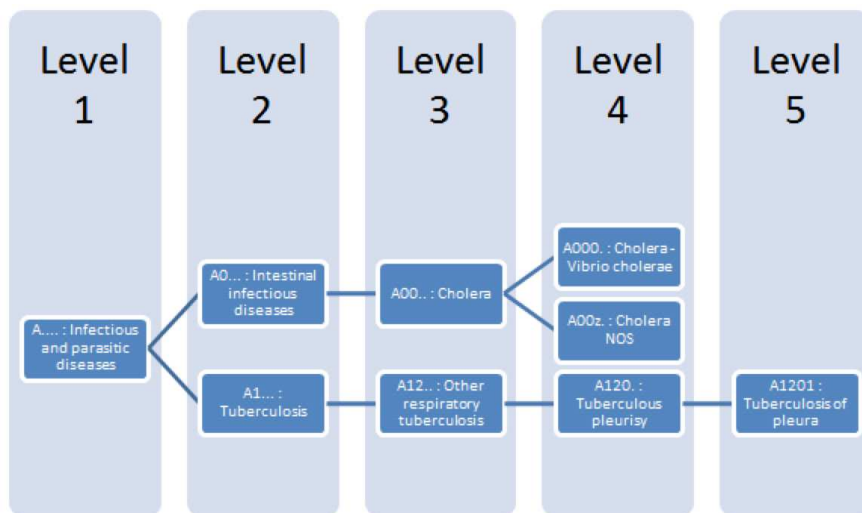 Level
1
Level
2
Level
3
Level
4
Level
5
A.... : Infectious
and parasitic
diseases
A0... : Intestinal
infectious
diseases
A1... :
Tuberculosis
A00.. : Cholera
A12.. : Other
respiratory
tuberculosis
A000. : Cholera -
Vibrio cholerae
A00z. : Cholera
NOS
A120. :
Tuberculous
pleurisy
A1201 :
Tuberculosis of
pleura